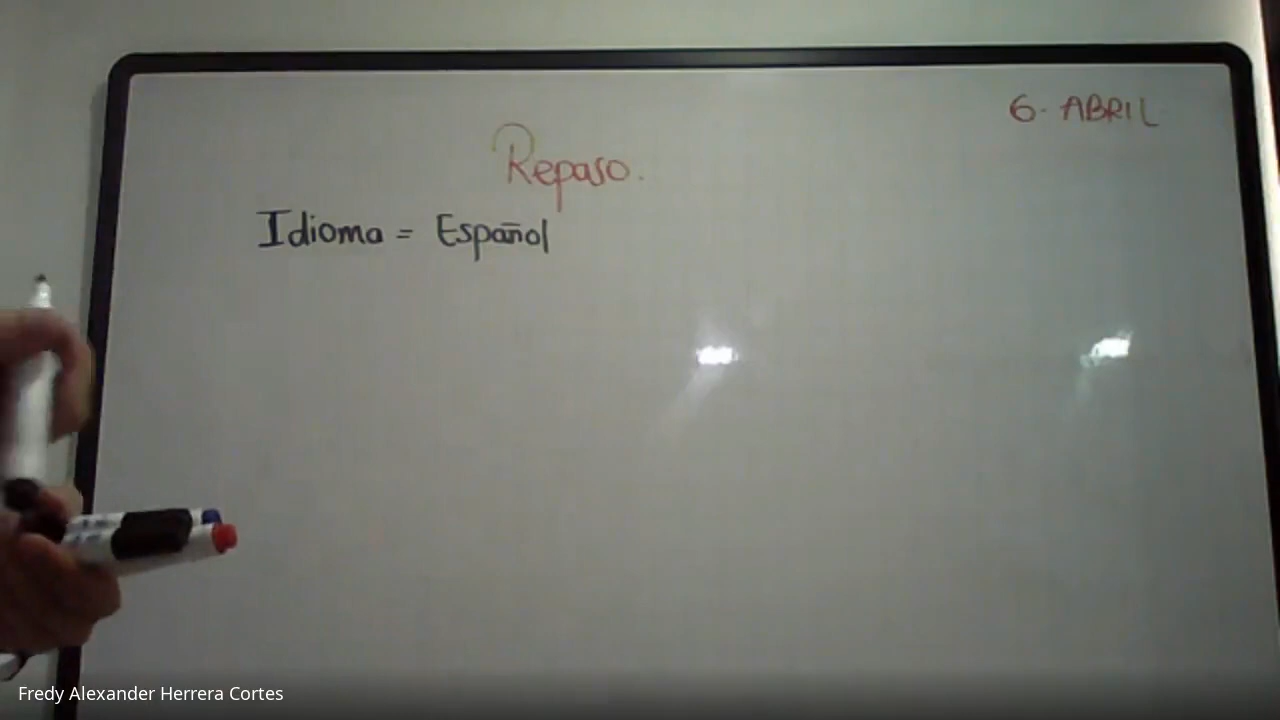 6. ABRIL
Repaso.
Idioma = Español
Fredy Alexander Herrera Cortes